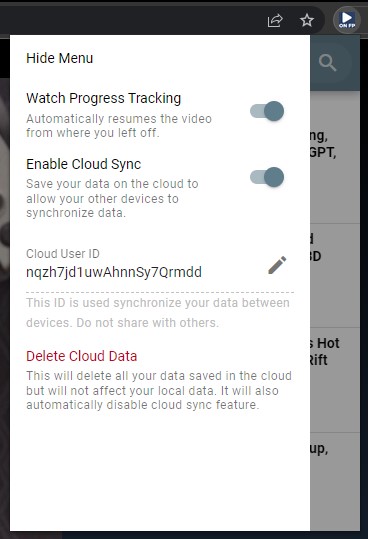 ON FP
Hide Menu
Watch Progress Tracking
Automatically resumes the video
from where you left off.
Enable Cloud Sync
Save your data on the cloud to
allow your other devices to
synchronize data.
Cloud User ID
nqzh7jd1uwAhnnSy7Qrmdd
This ID is used synchronize your data between
devices. Do not share with others.
Delete Cloud Data
This will delete all your data saved in the cloud
but will not affect your local data. It will also
automatically disable cloud sync feature.
ng,
GPT,
d
s Hot
Rift
up,